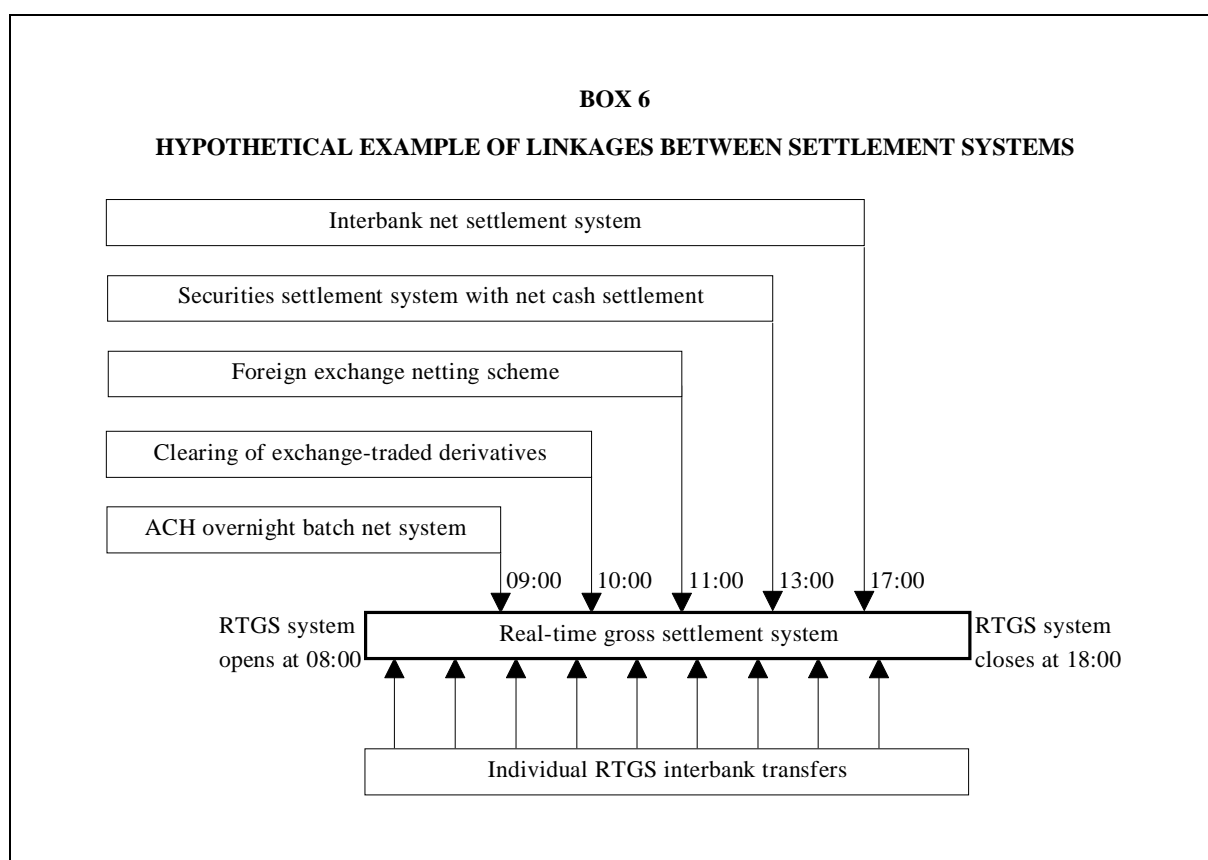 BOX 6
HYPOTHETICAL EXAMPLE OF LINKAGES BETWEEN SETTLEMENT SYSTEMS
Interbank net settlement system
Securities settlement system with net cash settlement
Foreign exchange netting scheme
Clearing of exchange-traded derivatives
ACH overnight batch net system
09:00 10:00 11:00 13:00 17:00
RTGS system
opens at 08:00
Real-time gross settlement system
RTGS system
closes at 18:00
Individual RTGS interbank transfers